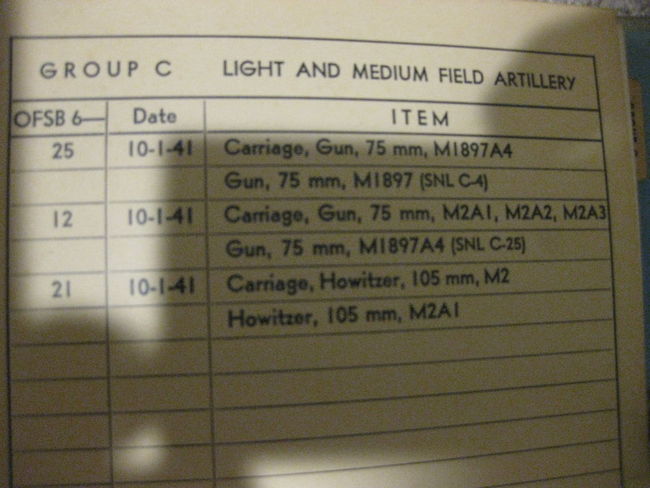 GROUP C LIGHT AND MEDIUM FIELD ARTILLERY
OFSB 6— Date ITEM
25 10-1-41 Carriage, Gun, 75 mm, M1897A4
Gun, 75 mm, M1897 (SNL C-4)
12 10-1-41 Carriage, Gun, 75 mm, M2A1, M2A2, M2A3
Gun, 75 mm, M1897A4 (SNL C-25)
21 10-1-41 Carriage, Howitzer, 105 mm, M2
Howitzer, 105 mm, M2A1